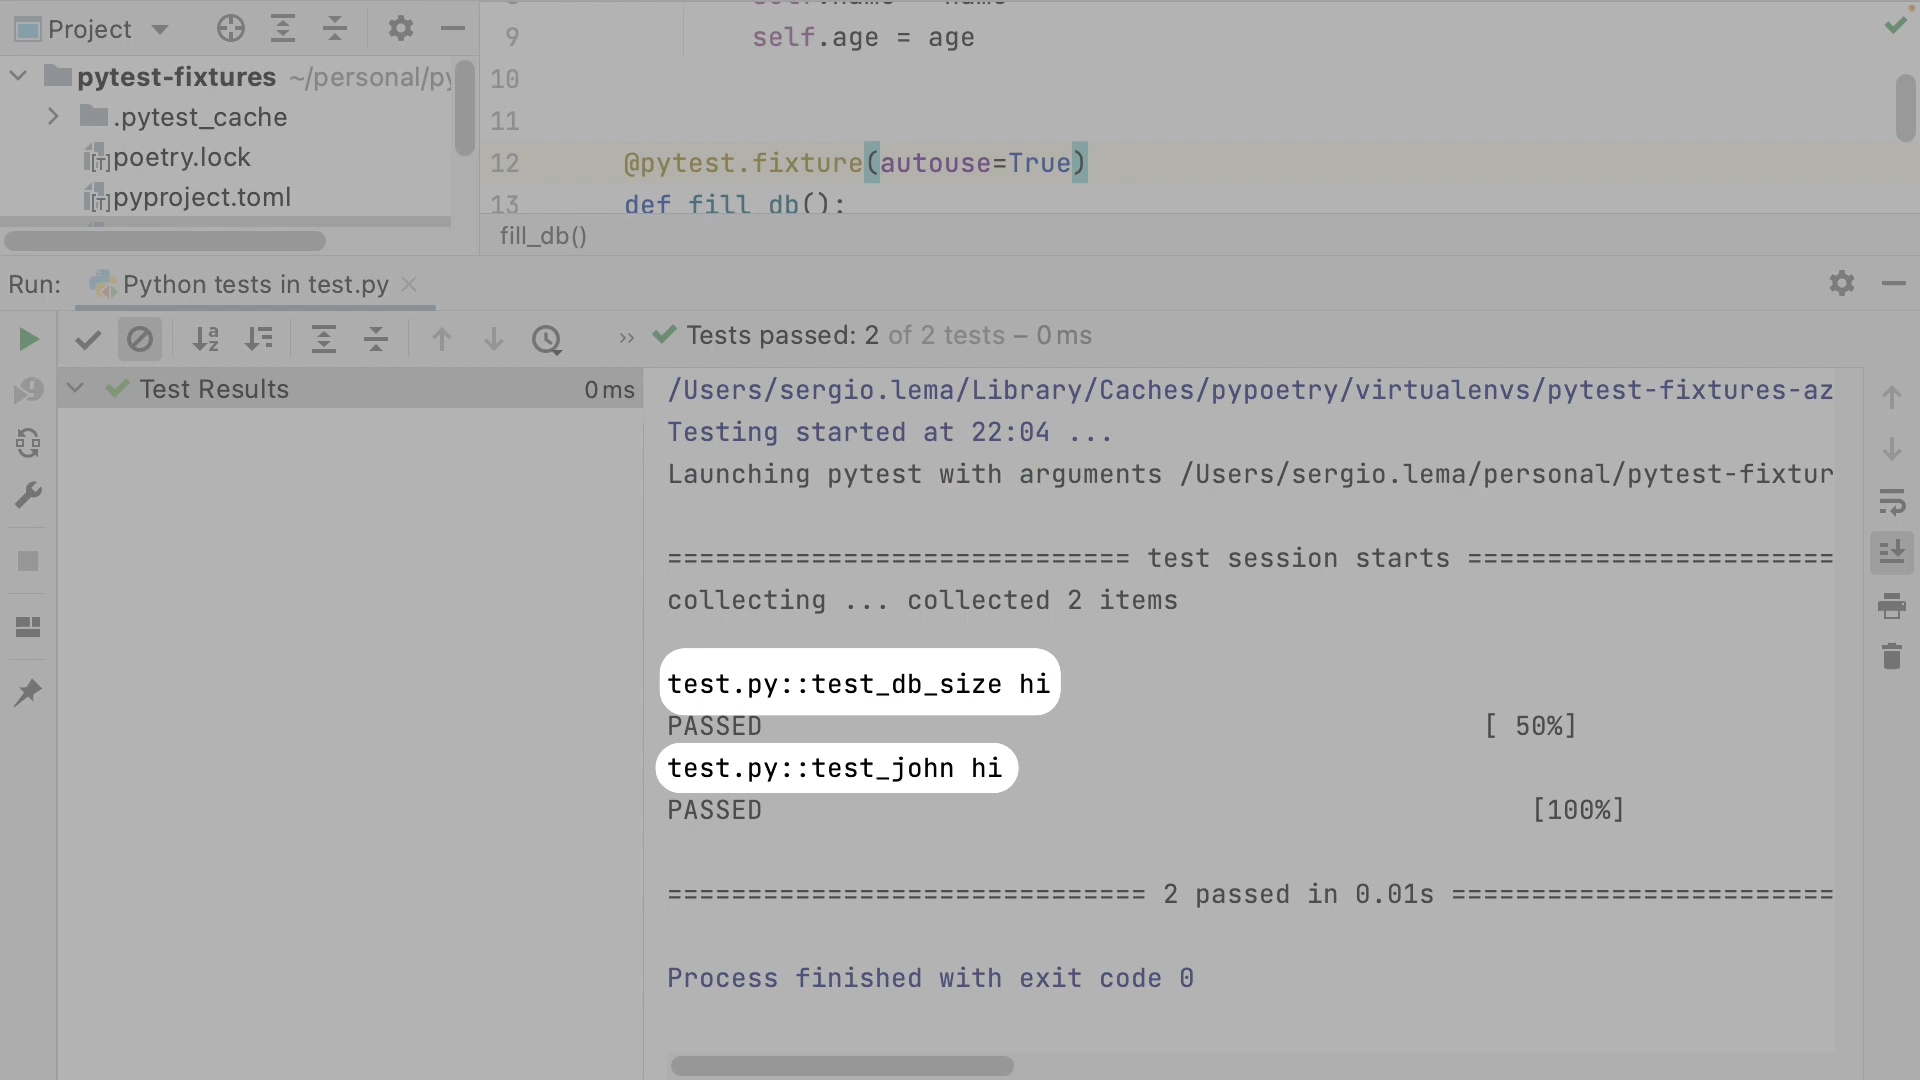 Project
pytest-fixtures ~/personal/py
.pytest_cache
poetry.lock
pyproject.toml
9 self.age = age
10
11
12 @pytest.fixture(autouse=True)
13 def fill_db():
fill_db()
Run: Python tests in test.py
Tests passed: 2 of 2 tests – 0 ms
Test Results 0 ms
/Users/sergio.lema/Library/Caches/pypoetry/virtualenvs/pytest-fixtures-az
Testing started at 22:04 ...
Launching pytest with arguments /Users/sergio.lema/personal/pytest-fixtur
============================= test session starts =======================
collecting ... collected 2 items
test.py::test_db_size hi
PASSED [ 50%]
test.py::test_john hi
PASSED [100%]
============================== 2 passed in 0.01s ========================
Process finished with exit code 0